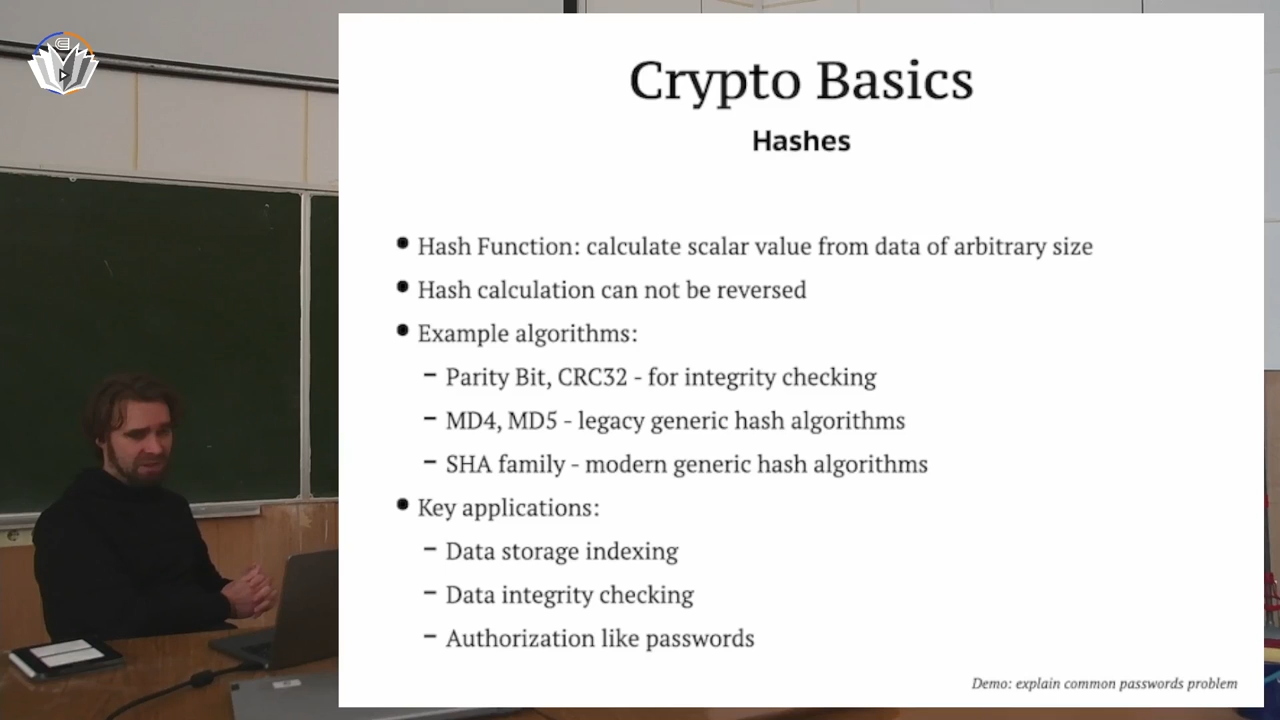 Crypto Basics
Hashes
● Hash Function: calculate scalar value from data of arbitrary size
● Hash calculation can not be reversed
● Example algorithms:
– Parity Bit, CRC32 - for integrity checking
– MD4, MD5 - legacy generic hash algorithms
– SHA family - modern generic hash algorithms
● Key applications:
– Data storage indexing
– Data integrity checking
– Authorization like passwords
Demo: explain common passwords problem